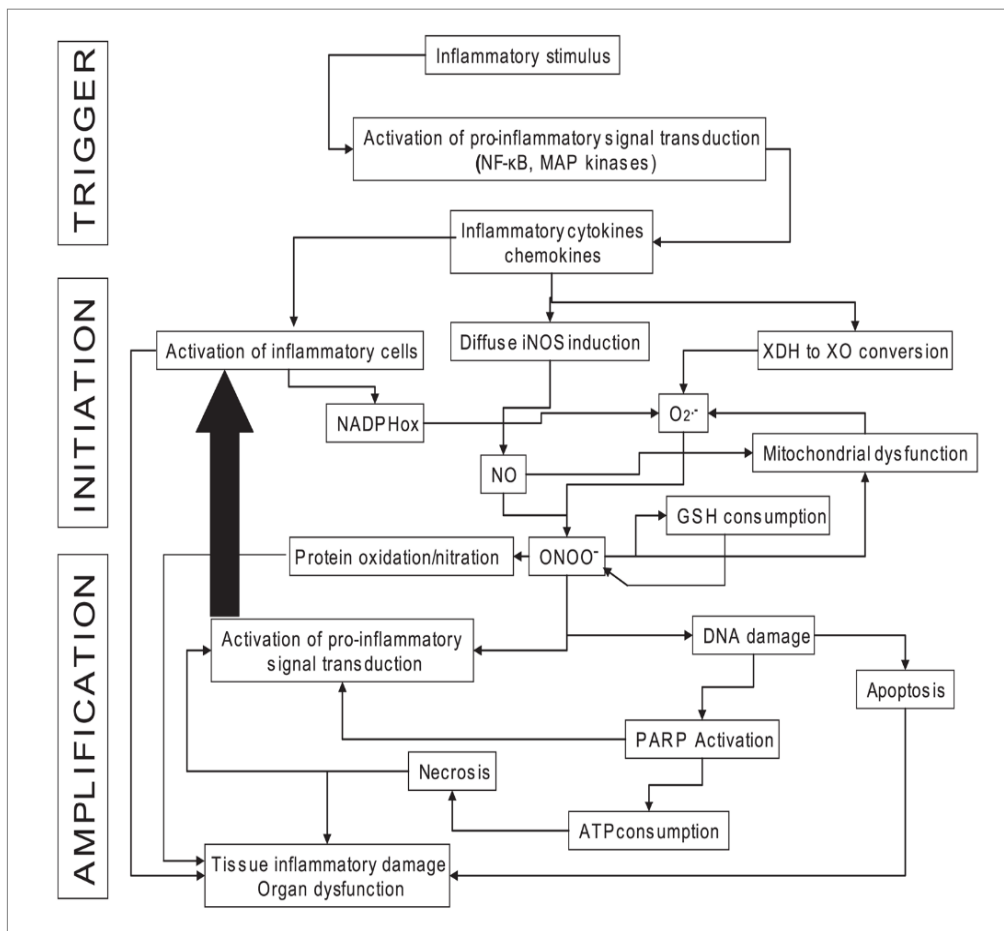 TRIGGER
Inflammatory stimulus
Activation of pro-inflammatory signal transduction
(NF-κB, MAP kinases)
Inflammatory cytokines
chemokines
INITIATION
Activation of inflammatory cells
Diffuse iNOS induction
XDH to XO conversion
NADPHox
O2·-
NO
Mitochondrial dysfunction
GSH consumption
AMPLIFICATION
Protein oxidation/nitration
ONOO-
Activation of pro-inflammatory
signal transduction
DNA damage
Apoptosis
PARP Activation
Necrosis
ATP consumption
Tissue inflammatory damage
Organ dysfunction